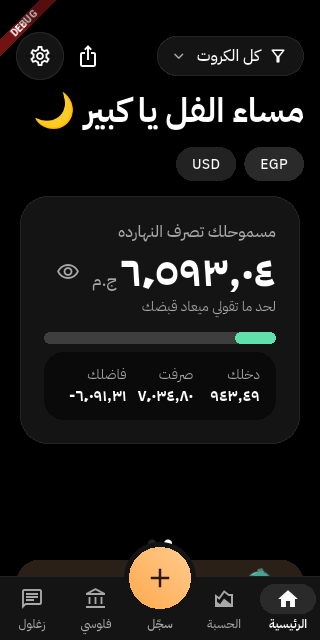 DEBUG
كل الكروت
مساء الفل يا كبير 🌙
EGP
USD
مسموحلك تصرف النهارده
٦,٥٩٣,٠٤ ج.م
لحد ما تقولي ميعاد قبضك
دخلك صرفت فاضلك
٩٤٣,٤٩ ٧,٠٣٤,٨٠ -٦,٠٩١,٣١
الرئيسية الحسبة سجّل فلوسي زغلول